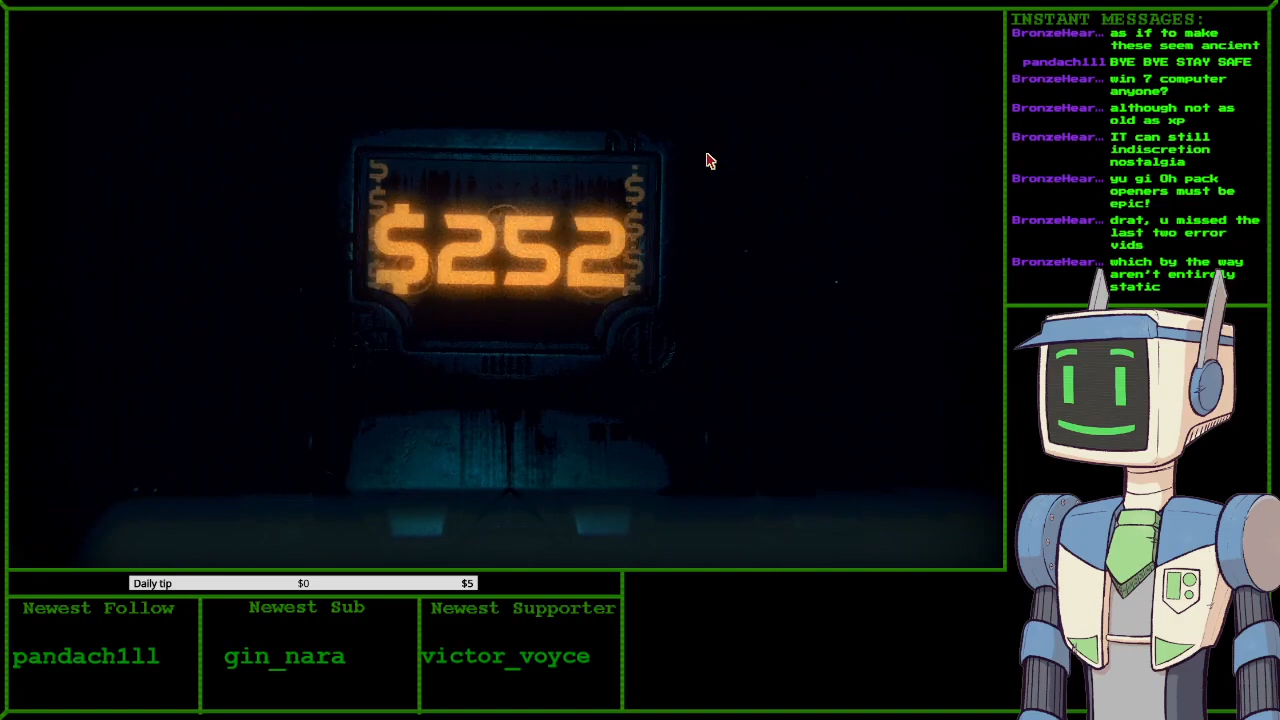 INSTANT MESSAGES:
BronzeHear... as if to make
these seem ancient
pandach1ll BYE BYE STAY SAFE
BronzeHear... win 7 computer
anyone?
BronzeHear... although not as
old as xp
BronzeHear... IT can still
indiscretion
nostalgia
BronzeHear... yu gi Oh pack
openers must be
epic!
BronzeHear... drat, u missed the
last two error
vids
BronzeHear... which by the way
aren't entirely
static
$252
Daily tip $0 $5
Newest Follow Newest Sub Newest Supporter
pandach1ll gin_nara victor_voyce